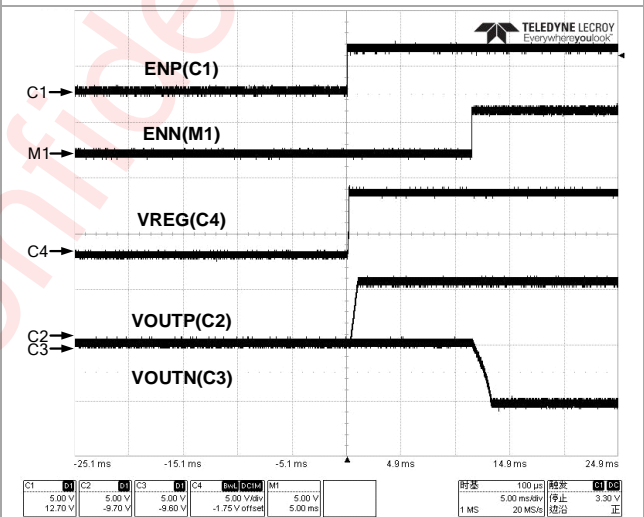 TELEDYNE LECROY
Everywhereyoulook™
ENP(C1)
C1
ENN(M1)
M1
VREG(C4)
C4
VOUTP(C2)
C2
C3
VOUTN(C3)
-25.1 ms -15.1 ms -5.1 ms 4.9 ms 14.9 ms 24.9 ms
C1 D1 C2 D1 C3 D1 C4 BwL DC1M M1 时基 100 µs 触发 C1 DC
5.00 V 5.00 V 5.00 V 5.00 V/div 5.00 V 5.00 ms/div 停止 3.30 V
12.70 V -9.70 V -9.60 V -1.75 V offset 5.00 ms 1 MS 20 MS/s 边沿 正